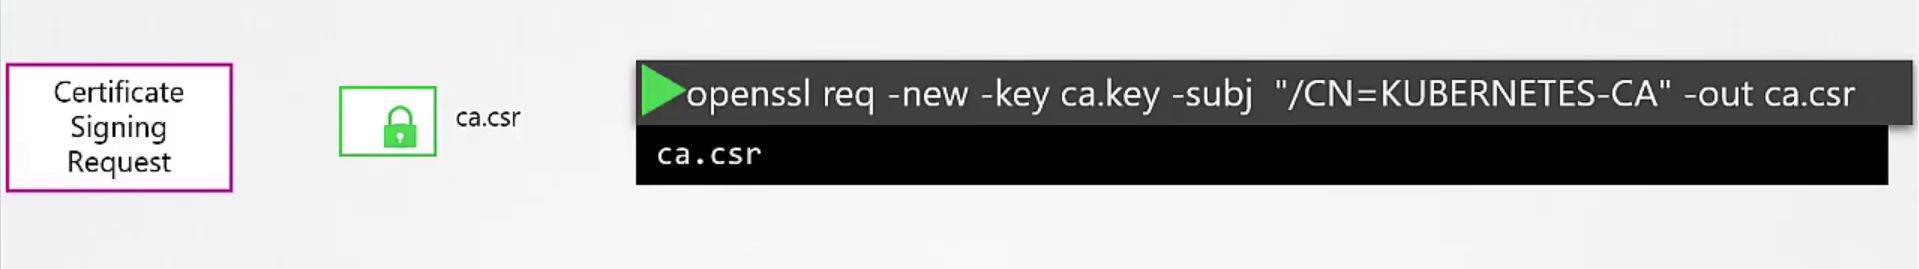 Certificate
Signing
Request
ca.csr
openssl req -new -key ca.key -subj "/CN=KUBERNETES-CA" -out ca.csr
ca.csr